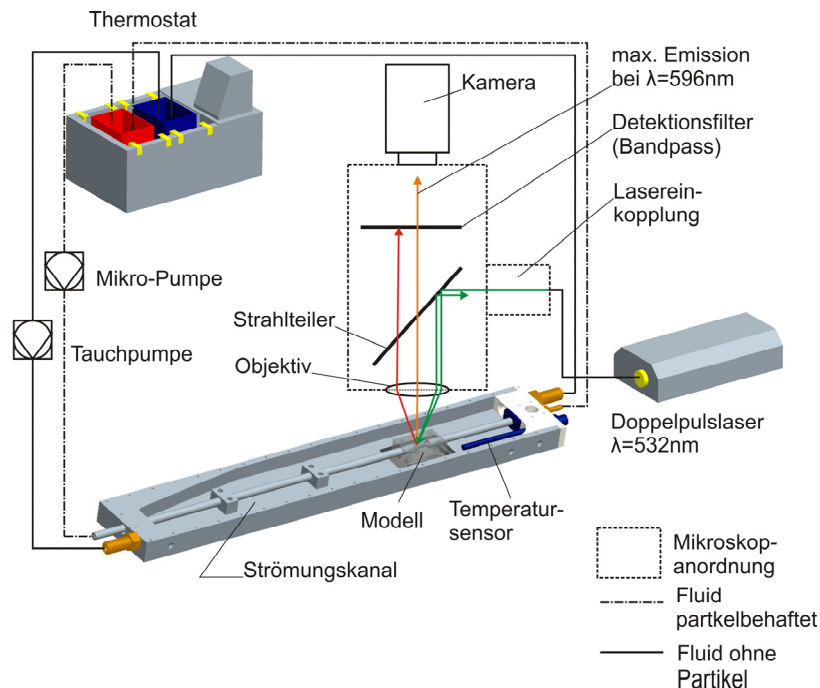 Thermostat
Kamera
max. Emission
bei λ=596nm
Detektionsfilter
(Bandpass)
Laserein-
kopplung
Mikro-Pumpe
Strahlteiler
Tauchpumpe
Objektiv
Doppelpulslaser
λ=532nm
Modell
Temperatur-
sensor
Strömungskanal
Mikroskop-
anordnung
Fluid
partkelbehaftet
Fluid ohne
Partikel